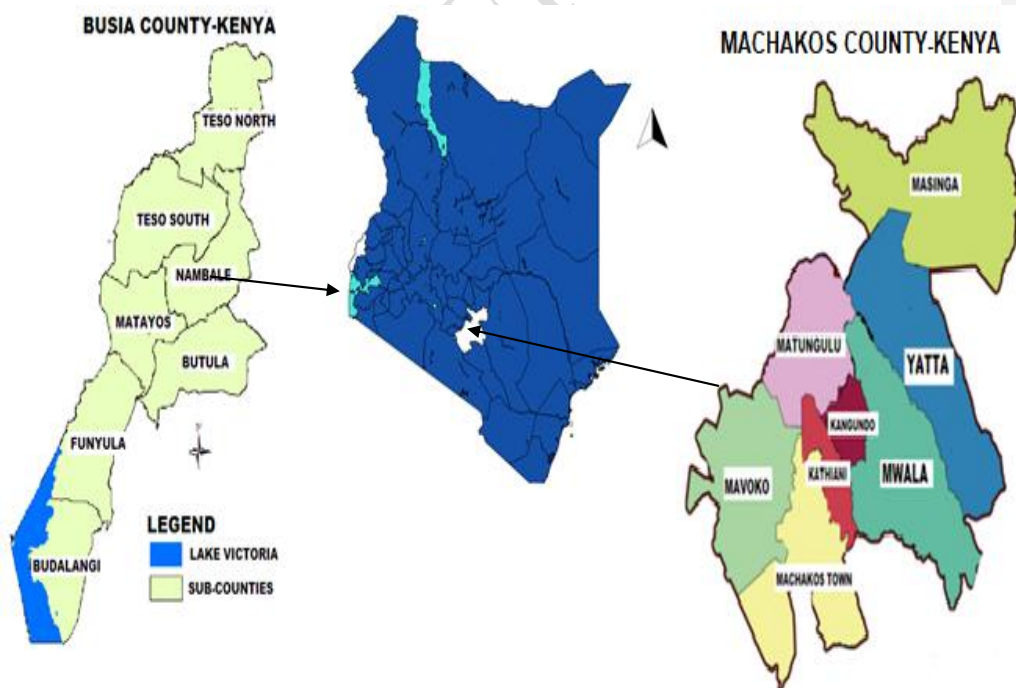 BUSIA COUNTY-KENYA
TESO NORTH
TESO SOUTH
NAMBALE
MATAYOS
BUTULA
FUNYULA
BUDALANGI
LEGEND
LAKE VICTORIA
SUB-COUNTIES
MACHAKOS COUNTY-KENYA
MASINGA
MATUNGULU
YATTA
KANGUNDO
KATHIANI
MWALA
MAVOKO
MACHAKOS TOWN